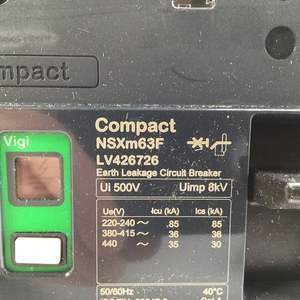 mpact
Vigi
Compact
NSXm63F
LV426726
Earth Leakage Circuit Breaker
Ui 500V Uimp 8kV
Ue(V) Icu (kA) Ics (kA)
220-240 ~ 85 85
380-415 ~ 36 36
440 ~ 35 30
50/60Hz 40°C